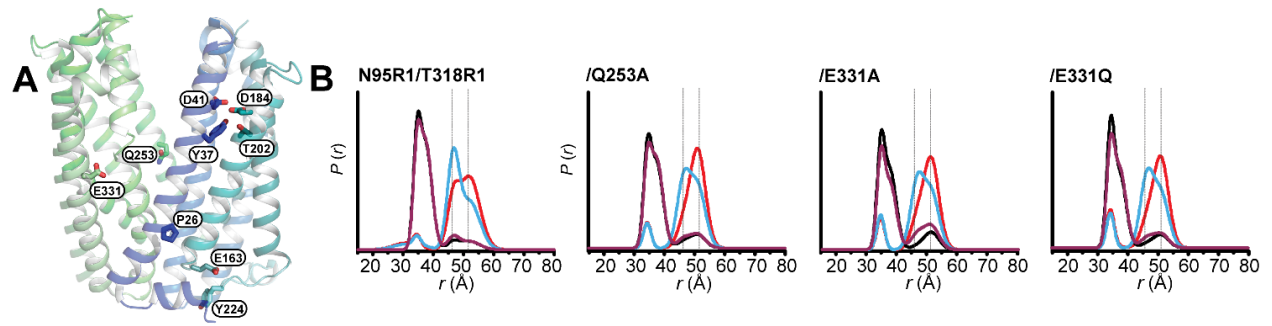 A
D41
D184
Q253
Y37
T202
E331
P26
E163
Y224
B
N95R1/T318R1
/Q253A
/E331A
/E331Q
P (r)
P (r)
P (r)
P (r)
20 30 40 50 60 70 80
r (Å)
20 30 40 50 60 70 80
r (Å)
20 30 40 50 60 70 80
r (Å)
20 30 40 50 60 70 80
r (Å)